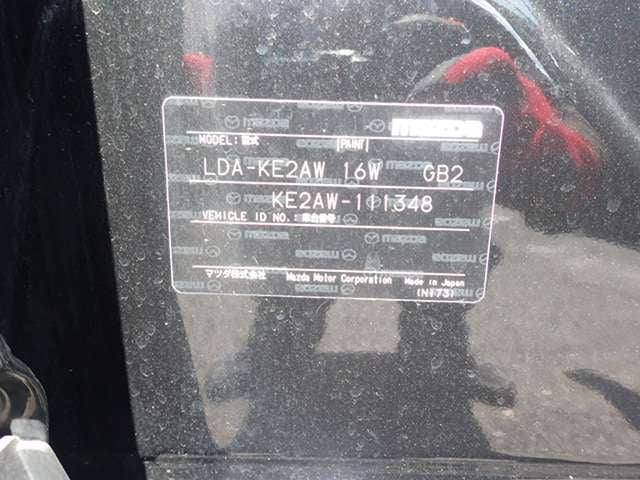 mazda
MODEL:型式 PAINT
LDA-KE2AW 16W GB2
KE2AW-111348
VEHICLE ID NO.:車台番号
マツダ株式会社 Mazda Motor Corporation Made in Japan
(N173)